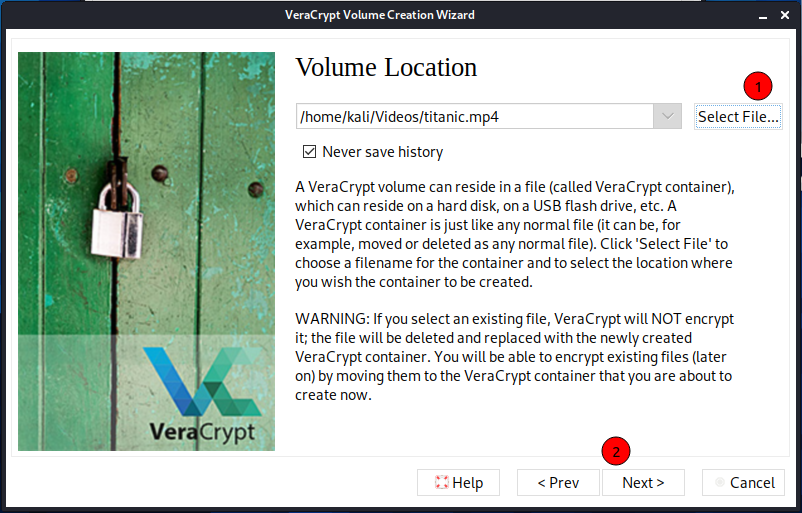 VeraCrypt Volume Creation Wizard
Volume Location
1
/home/kali/Videos/titanic.mp4
Select File...
Never save history
A VeraCrypt volume can reside in a file (called VeraCrypt container),
which can reside on a hard disk, on a USB flash drive, etc. A
VeraCrypt container is just like any normal file (it can be, for
example, moved or deleted as any normal file). Click 'Select File' to
choose a filename for the container and to select the location where
you wish the container to be created.
WARNING: If you select an existing file, VeraCrypt will NOT encrypt
it; the file will be deleted and replaced with the newly created
VeraCrypt container. You will be able to encrypt existing files (later
on) by moving them to the VeraCrypt container that you are about to
create now.
VeraCrypt
2
Help
< Prev
Next >
Cancel